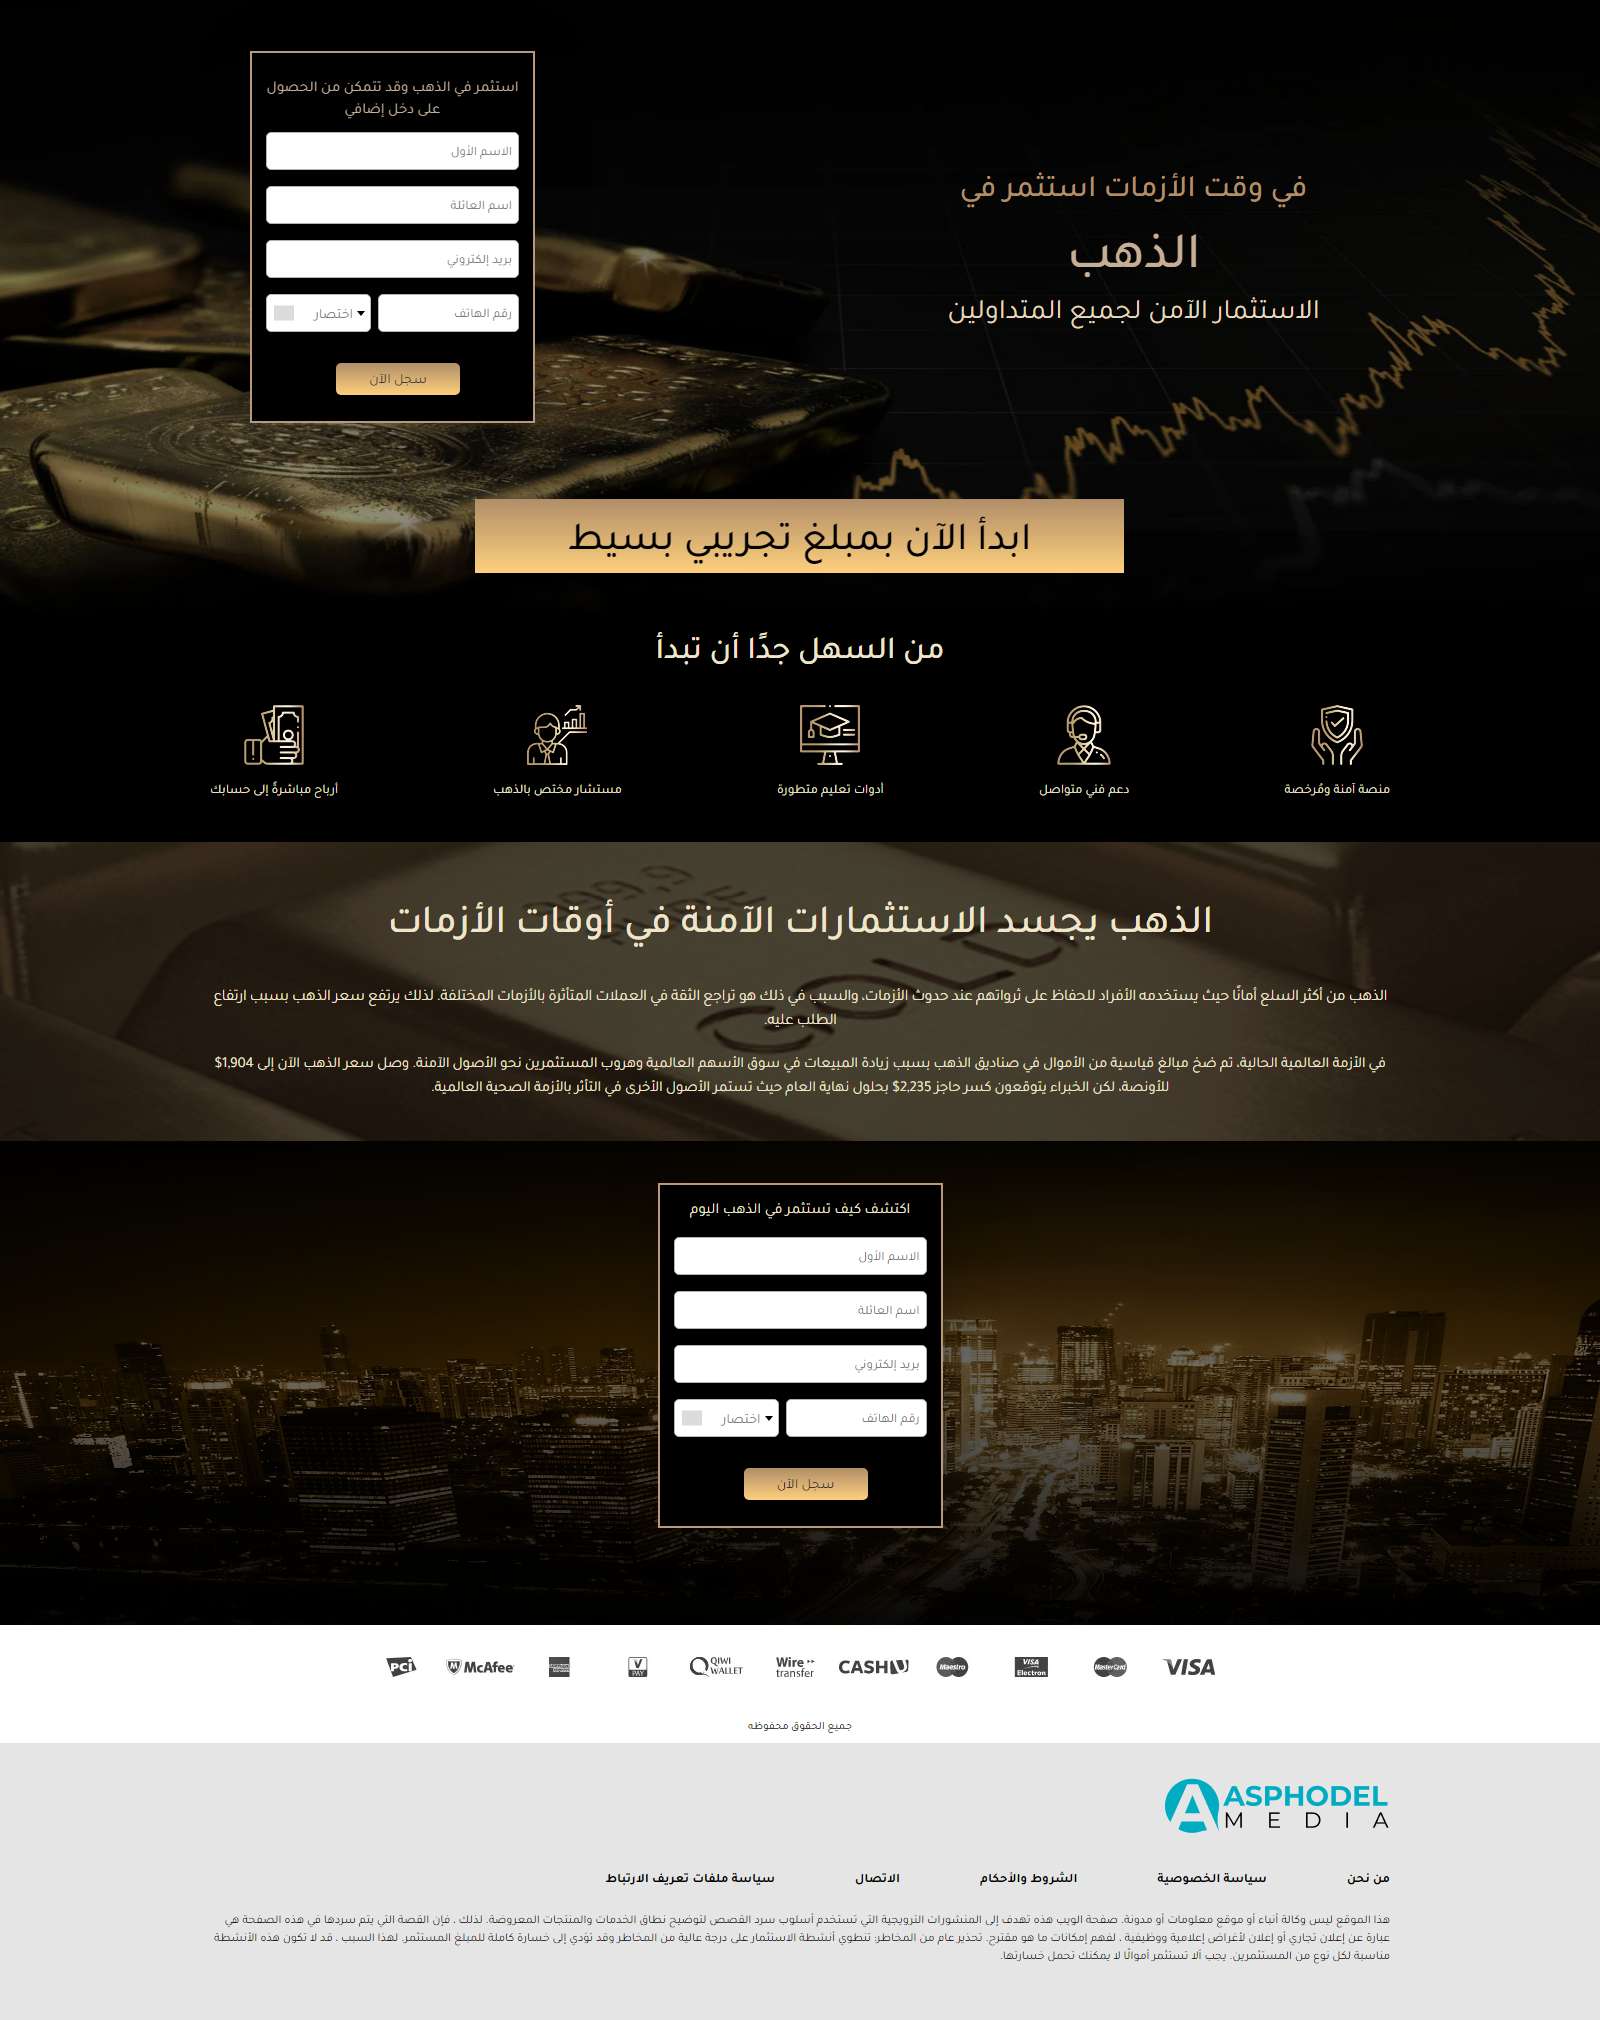 استثمر في الذهب وقد تتمكن من الحصول
على دخل إضافي
الاسم الأول
اسم العائلة
بريد إلكتروني
رقم الهاتف
اختصار
سجل الآن
في وقت الأزمات استثمر في
الذهب
الاستثمار الآمن لجميع المتداولين
ابدأ الآن بمبلغ تجريبي بسيط
من السهل جدًا أن تبدأ
منصة آمنة ومُرخصة
دعم فني متواصل
أدوات تعليم متطورة
مستشار مختص بالذهب
أرباح مباشرةً إلى حسابك
999,9
FINE
GOLD
الذهب يجسد الاستثمارات الآمنة في أوقات الأزمات
الذهب من أكثر السلع أمانًا حيث يستخدمه الأفراد للحفاظ على ثرواتهم عند حدوث الأزمات، والسبب في ذلك هو تراجع الثقة في العملات المتأثرة بالأزمات المختلفة. لذلك يرتفع سعر الذهب بسبب ارتفاع
الطلب عليه.
في الأزمة العالمية الحالية، تم ضخ مبالغ قياسية من الأموال في صناديق الذهب بسبب زيادة المبيعات في سوق الأسهم العالمية وهروب المستثمرين نحو الأصول الآمنة. وصل سعر الذهب الآن إلى 1,904$
للأونصة، لكن الخبراء يتوقعون كسر حاجز 2,235$ بحلول نهاية العام حيث تستمر الأصول الأخرى في التأثر بالأزمة الصحية العالمية.
اكتشف كيف تستثمر في الذهب اليوم
الاسم الأول
اسم العائلة
بريد إلكتروني
رقم الهاتف
اختصار
سجل الآن
VISA
MasterCard
VISA
Electron
Maestro
CASHU
Wire
transfer
QIWI
WALLET
V
PAY
AMERICAN
EXPRESS
McAfee
PCI
جميع الحقوق محفوظه
ASPHODEL
MEDIA
من نحن
سياسة الخصوصية
الشروط والأحكام
الاتصال
سياسة ملفات تعريف الارتباط
هذا الموقع ليس وكالة أنباء أو موقع معلومات أو مدونة. صفحة الويب هذه تهدف إلى المنشورات الترويجية التي تستخدم أسلوب سرد القصص لتوضيح نطاق الخدمات والمنتجات المعروضة. لذلك ، فإن القصة التي يتم سردها في هذه الصفحة هي
عبارة عن إعلان تجاري أو إعلان لأغراض إعلامية ووظيفية ، لفهم إمكانات ما هو مقترح. تحذير عام من المخاطر: تنطوي أنشطة الاستثمار على درجة عالية من المخاطر وقد تؤدي إلى خسارة كاملة للمبلغ المستثمر. لهذا السبب ، قد لا تكون هذه الأنشطة
مناسبة لكل نوع من المستثمرين. يجب ألا تستثمر أموالًا لا يمكنك تحمل خسارتها.